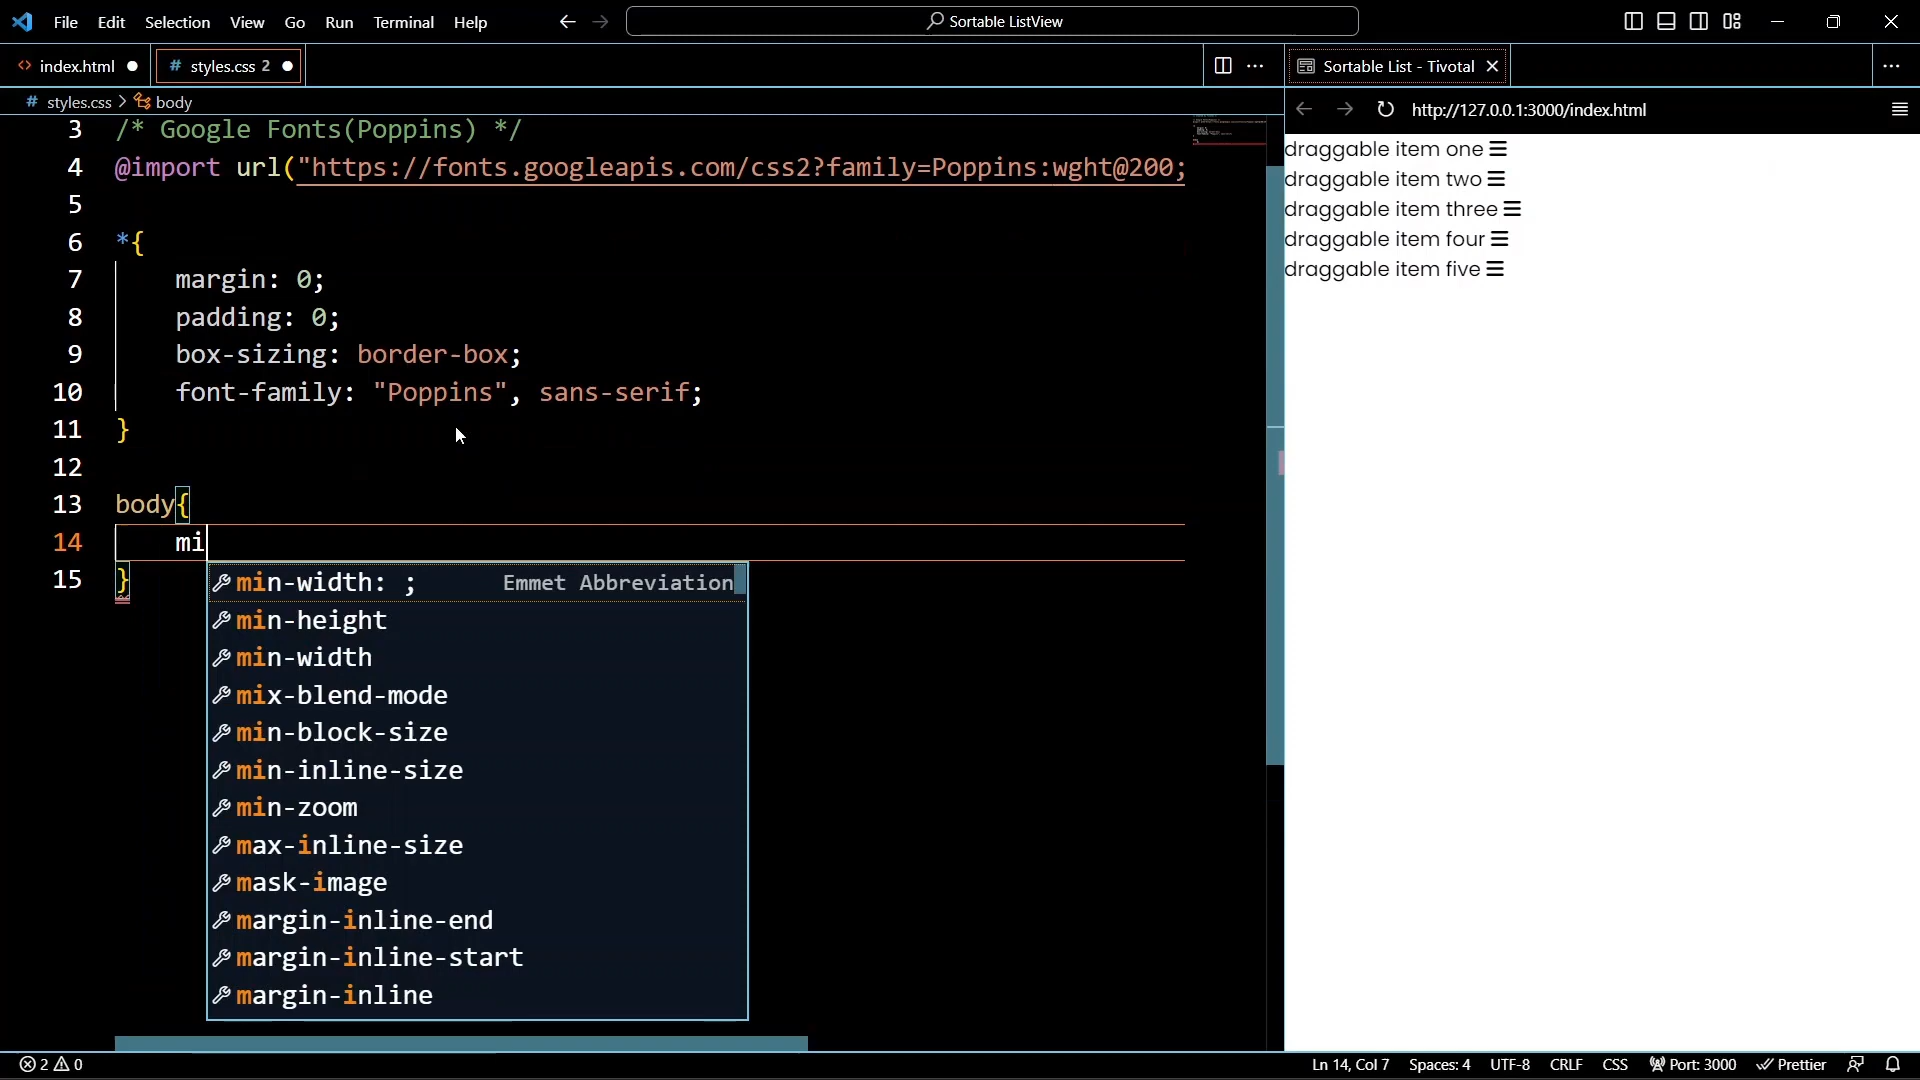 File Edit Selection View Go Run Terminal Help
Sortable ListView
index.html
# styles.css 2
Sortable List - Tivotal
# styles.css > body
http://127.0.0.1:3000/index.html
3 /* Google Fonts(Poppins) */
4 @import url("https://fonts.googleapis.com/css2?family=Poppins:wght@200;
5
6 *{
7 margin: 0;
8 padding: 0;
9 box-sizing: border-box;
10 font-family: "Poppins", sans-serif;
11 }
12
13 body{
14 mi
15 }
min-width: ; Emmet Abbreviation
min-height
min-width
mix-blend-mode
min-block-size
min-inline-size
min-zoom
max-inline-size
mask-image
margin-inline-end
margin-inline-start
margin-inline
draggable item one
draggable item two
draggable item three
draggable item four
draggable item five
2 0
Ln 14, Col 7 Spaces: 4 UTF-8 CRLF CSS Port: 3000 Prettier